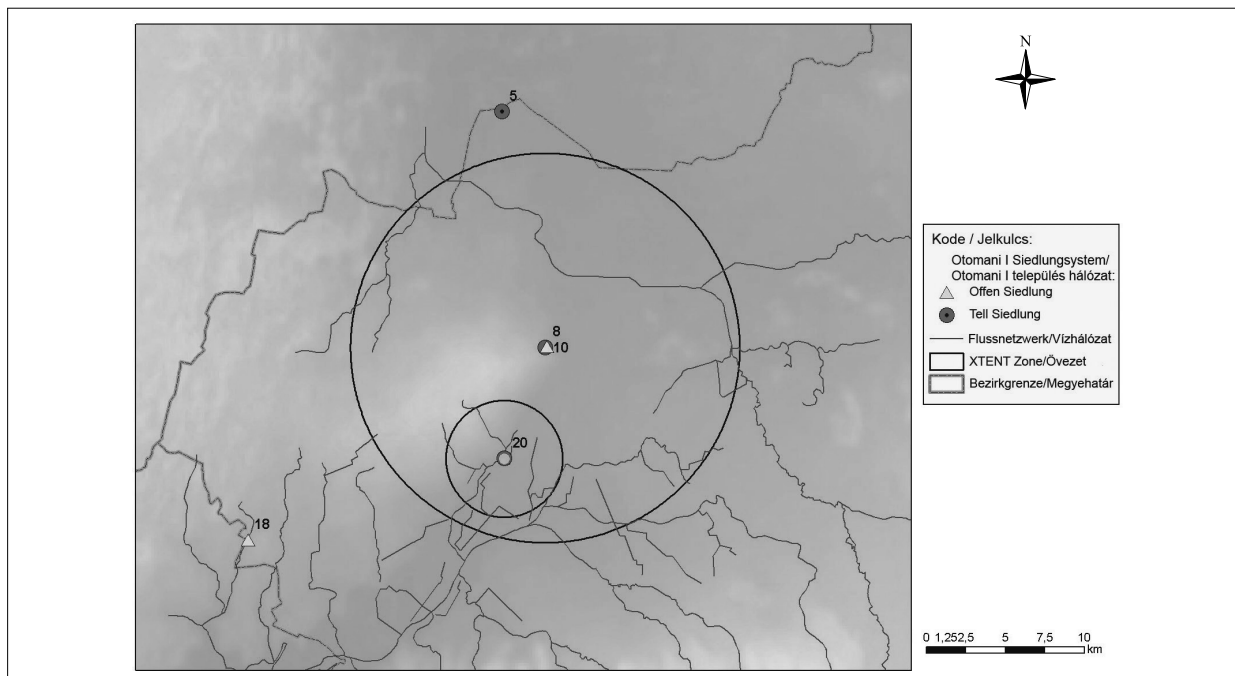 N
5
8
10
20
18
Kode / Jelkulcs:
Otomani I Siedlungsystem/
Otomani I település hálózat:
Offen Siedlung
Tell Siedlung
Flussnetzwerk/Vízhálózat
XTENT Zone/Övezet
Bezirkgrenze/Megyehatár
0 1,252,5 5 7,5 10
km